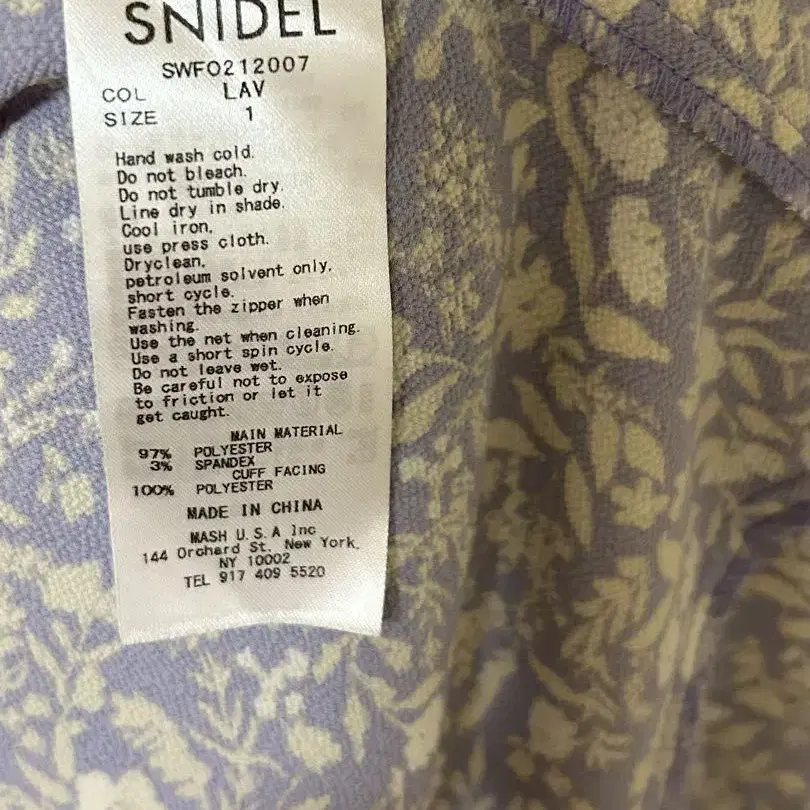 SNIDEL
SWFO212007
COL LAV
SIZE 1
Hand wash cold.
Do not bleach.
Do not tumble dry.
Line dry in shade.
Cool iron,
use press cloth.
Dryclean,
petroleum solvent only,
short cycle.
Fasten the zipper when
washing.
Use the net when cleaning.
Use a short spin cycle.
Do not leave wet.
Be careful not to expose
to friction or let it
get caught.
MAIN MATERIAL
97% POLYESTER
3% SPANDEX
CUFF FACING
100% POLYESTER
MADE IN CHINA
MASH U.S.A Inc
144 Orchard St. New York,
NY 10002
TEL 917 409 5520